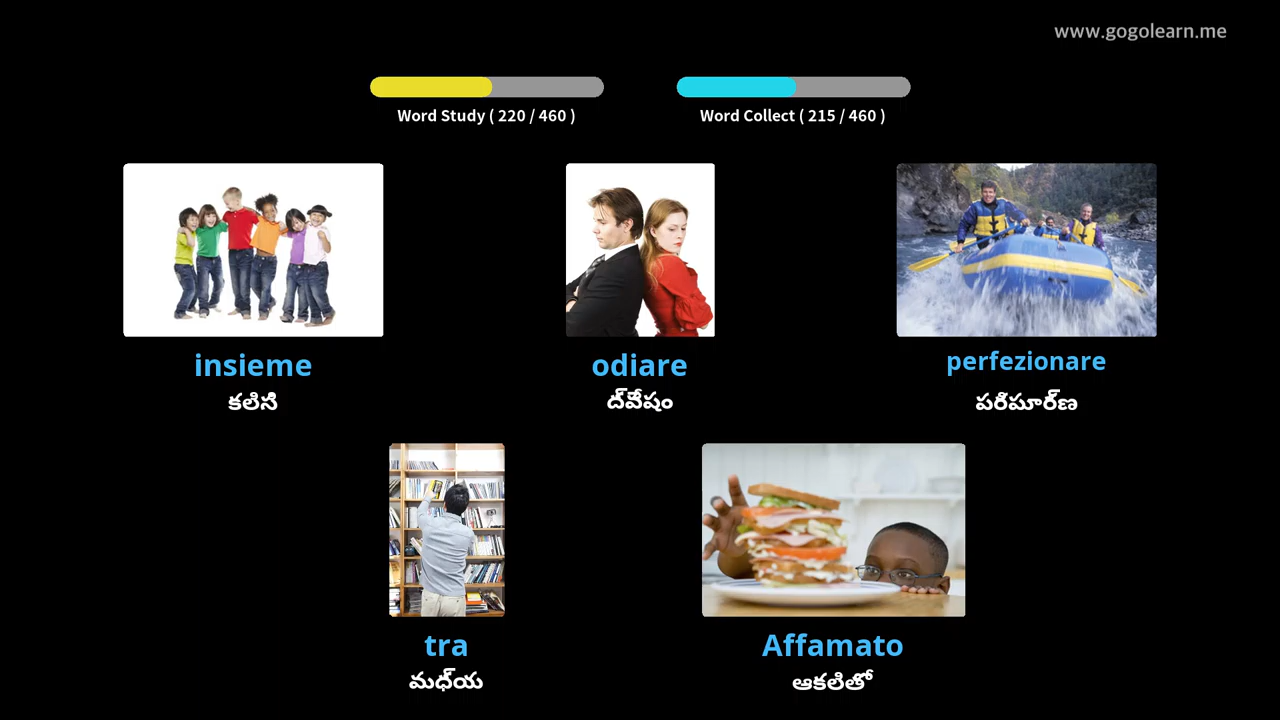 www.gogolearn.me
Word Study ( 220 / 460 )
Word Collect ( 215 / 460 )
insieme
కలిసి
odiare
ద్వేషం
perfezionare
పరిపూర్ణ
tra
మధ్య
Affamato
ఆకలితో